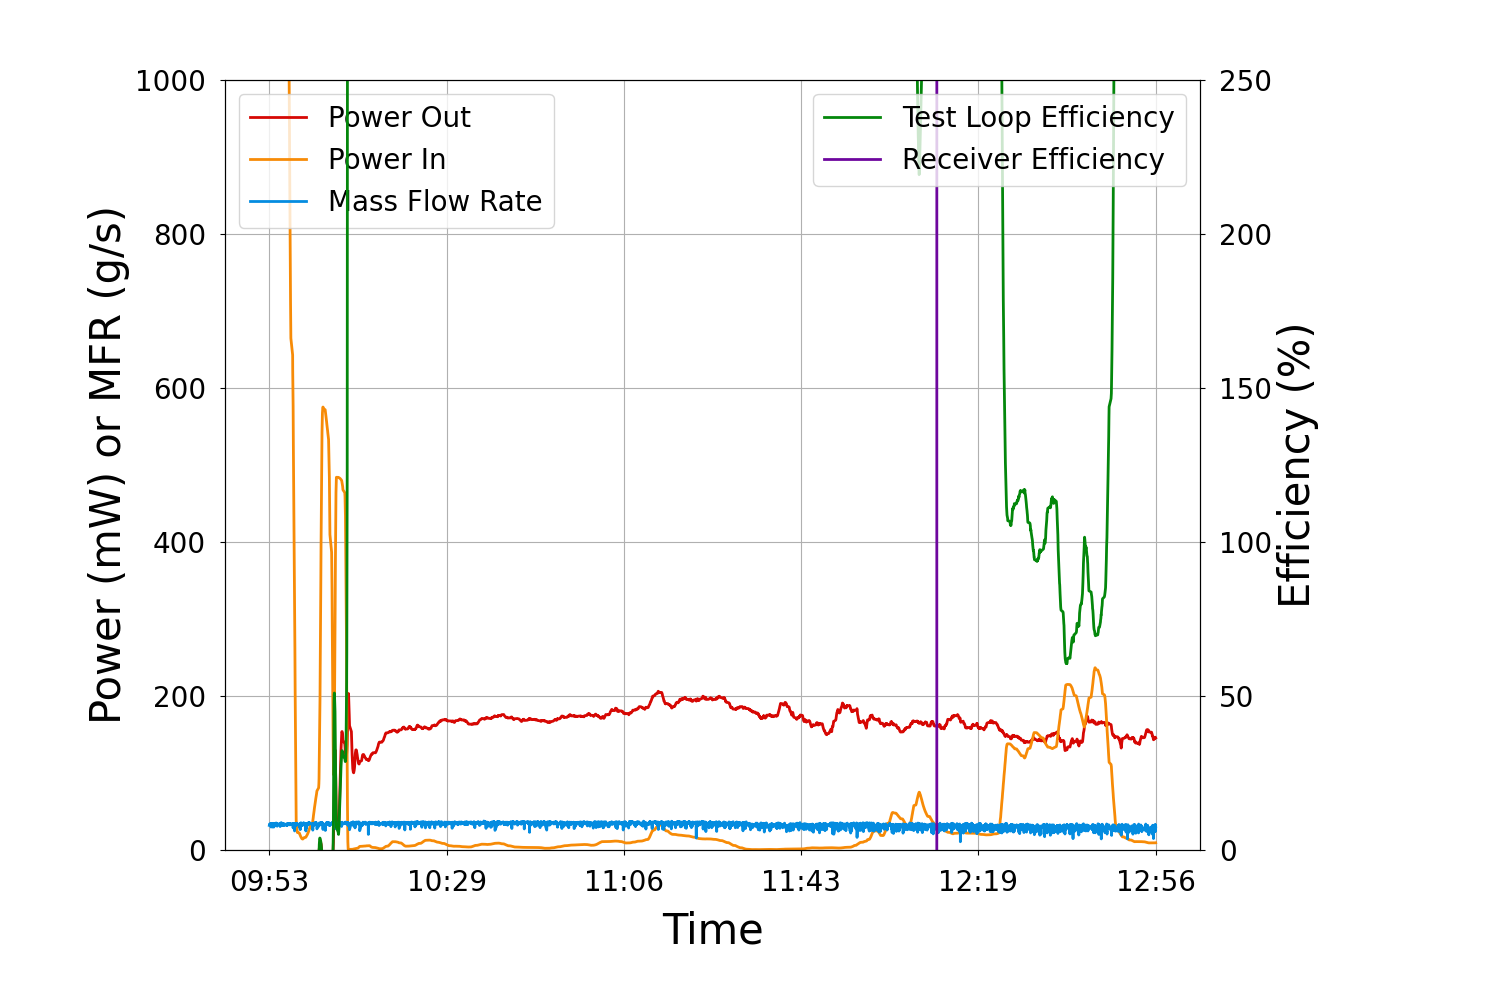 1000
800
600
400
200
0
Power (mW) or MFR (g/s)
Power Out
Power In
Mass Flow Rate
Test Loop Efficiency
Receiver Efficiency
250
200
150
100
50
0
Efficiency (%)
09:53
10:29
11:06
11:43
12:19
12:56
Time